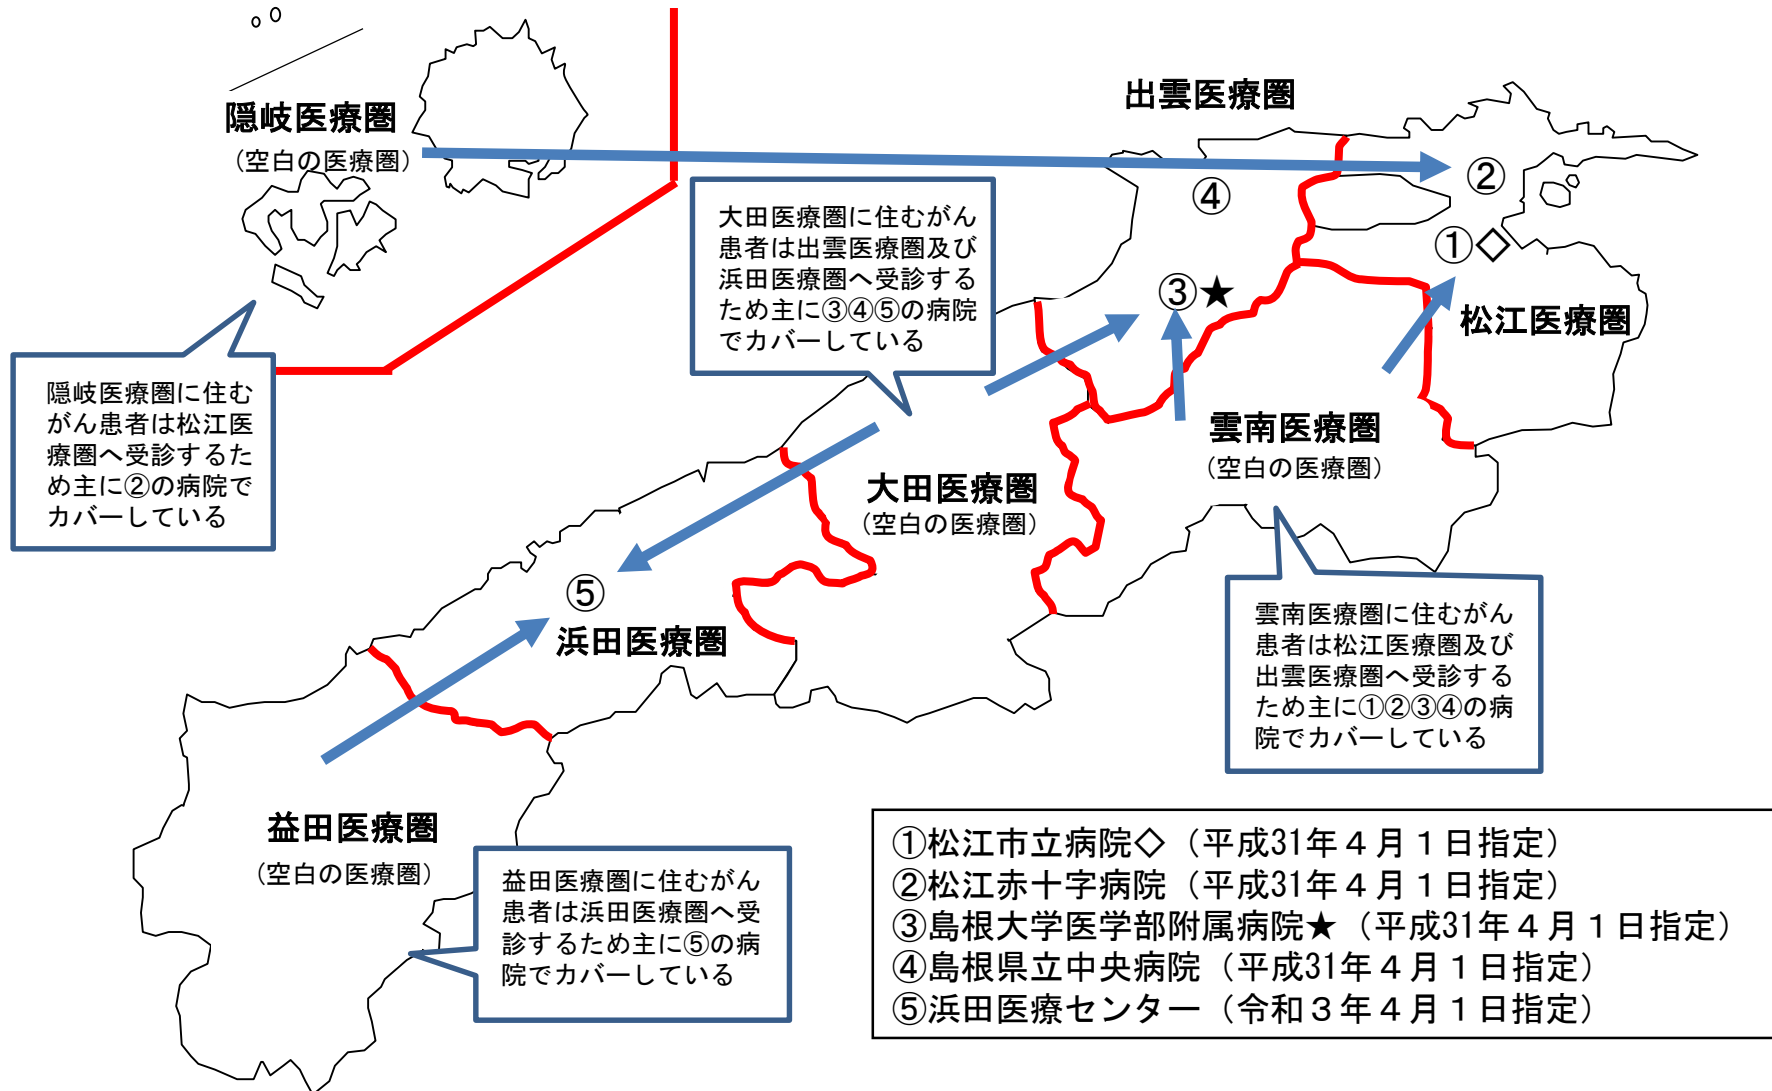 出雲医療圏
隠岐医療圏
（空白の医療圏）
②
④
大田医療圏に住むがん
患者は出雲医療圏及び
浜田医療圏へ受診する
ため主に③④⑤の病院
でカバーしている
①◇
③★
松江医療圏
隠岐医療圏に住む
がん患者は松江医
療圏へ受診するた
め主に②の病院で
カバーしている
雲南医療圏
（空白の医療圏）
大田医療圏
（空白の医療圏）
⑤
浜田医療圏
雲南医療圏に住むがん
患者は松江医療圏及び
出雲医療圏へ受診する
ため主に①②③④の病
院でカバーしている
益田医療圏
（空白の医療圏）
益田医療圏に住むがん
患者は浜田医療圏へ受
診するため主に⑤の病
院でカバーしている
①松江市立病院◇（平成31年４月１日指定）
②松江赤十字病院（平成31年４月１日指定）
③島根大学医学部附属病院★（平成31年４月１日指定）
④島根県立中央病院（平成31年４月１日指定）
⑤浜田医療センター（令和３年４月１日指定）